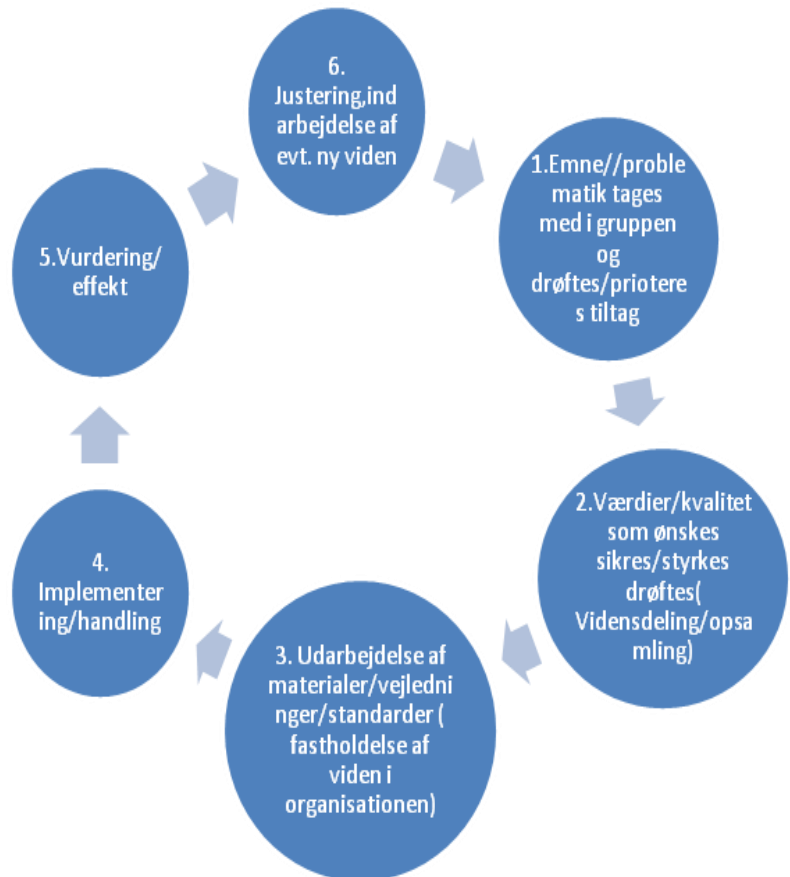 6.
Justering,ind
arbejdelse af
evt. ny viden
1.Emne//proble
matik tages
med i gruppen
og
drøftes/priotere
s tiltag
2.Værdier/kvalitet
som ønskes
sikres/styrkes
drøftes(
Vidensdeling/opsa
mling)
3. Udarbejdelse af
materialer/vejledni
nger/standarder (
fastholdelse af
viden i
organisationen)
4.
Implementer
ing/handling
5.Vurdering/
effekt